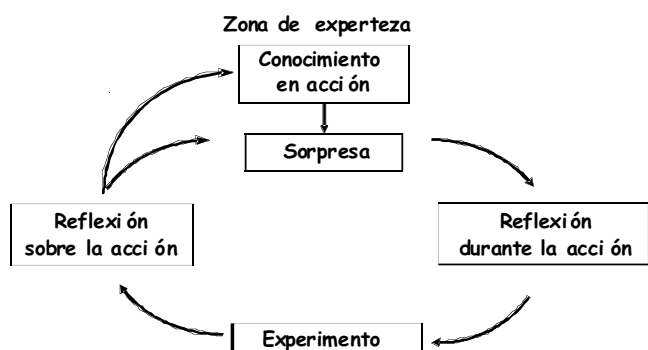 Zona de experteza
Conocimiento
en acción
Sorpresa
Reflexión
sobre la acción
Reflexión
durante la acción
Experimento